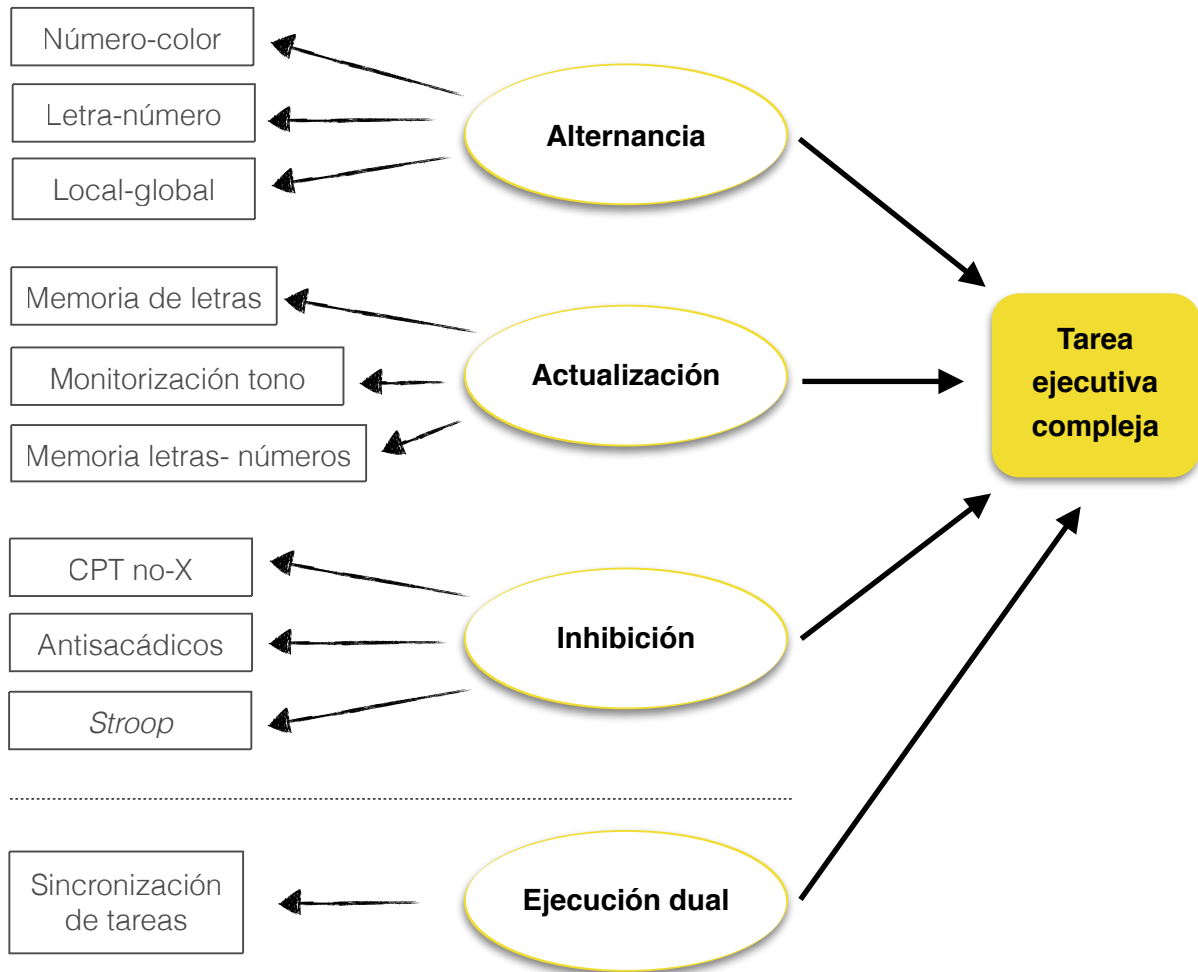 Número-color
Letra-número
Local-global
Alternancia
Memoria de letras
Monitorización tono
Memoria letras- números
Actualización
Tarea
ejecutiva
compleja
CPT no-X
Antisacádicos
Stroop
Inhibición
Sincronización
de tareas
Ejecución dual